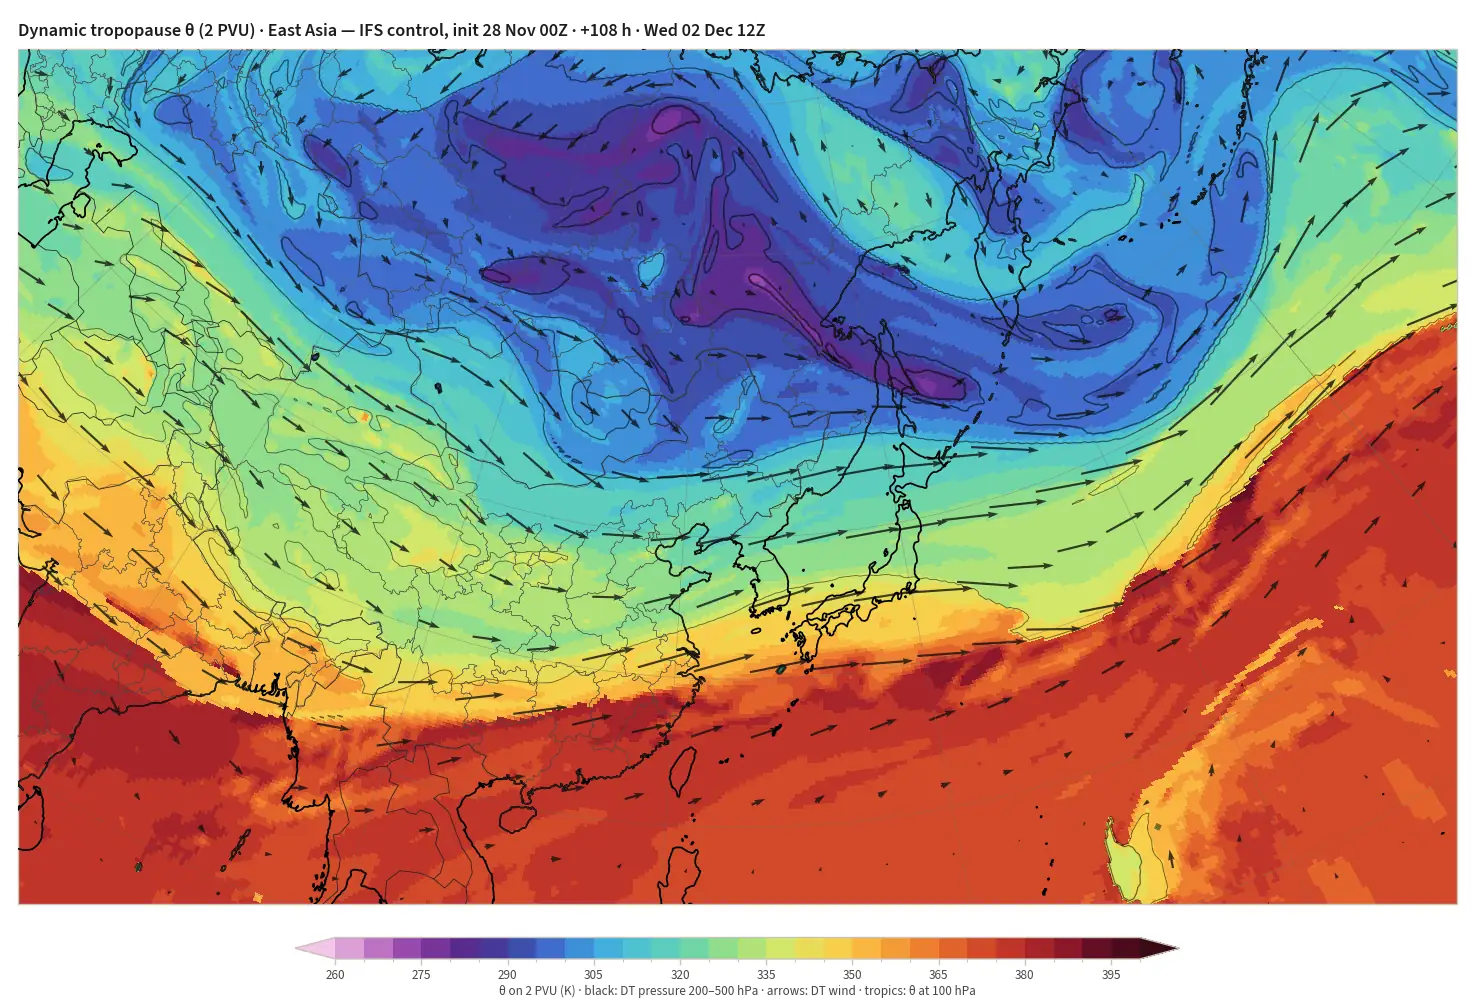 Dynamic tropopause θ (2 PVU) · East Asia — IFS control, init 28 Nov 00Z · +108 h · Wed 02 Dec 12Z
260 275 290 305 320 335 350 365 380 395
θ on 2 PVU (K) · black: DT pressure 200–500 hPa · arrows: DT wind · tropics: θ at 100 hPa